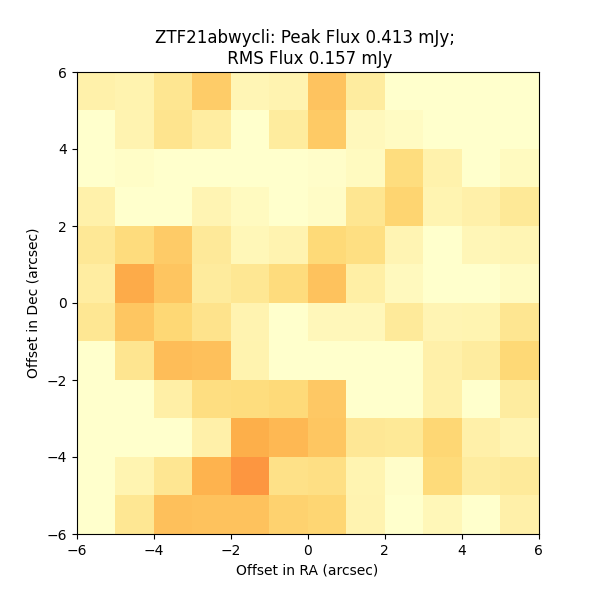 ZTF21abwycli: Peak Flux 0.413 mJy;
RMS Flux 0.157 mJy
6
4
2
0
−2
−4
−6
Offset in Dec (arcsec)
−6 −4 −2 0 2 4 6
Offset in RA (arcsec)